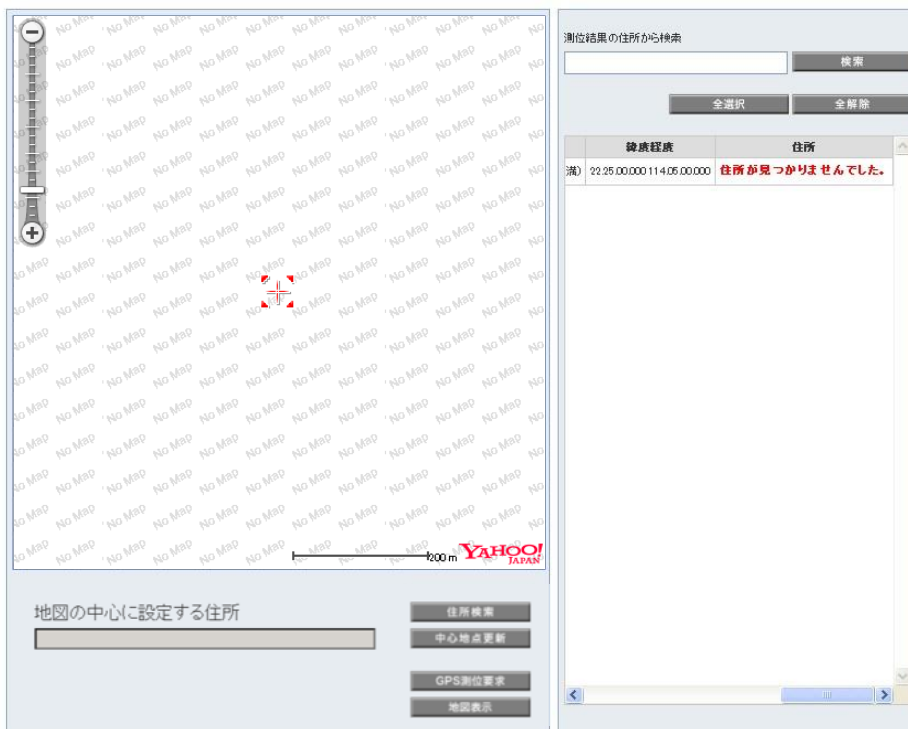 No Map
200 m
YAHOO!
JAPAN
地図の中心に設定する住所
住所検索
中心地点更新
GPS測位要求
地図表示
測位結果の住所から検索
検索
全選択
全解除
緯度経度 住所
満) 22.25.00.000 114.05.00.000 住所が見つかりませんでした。